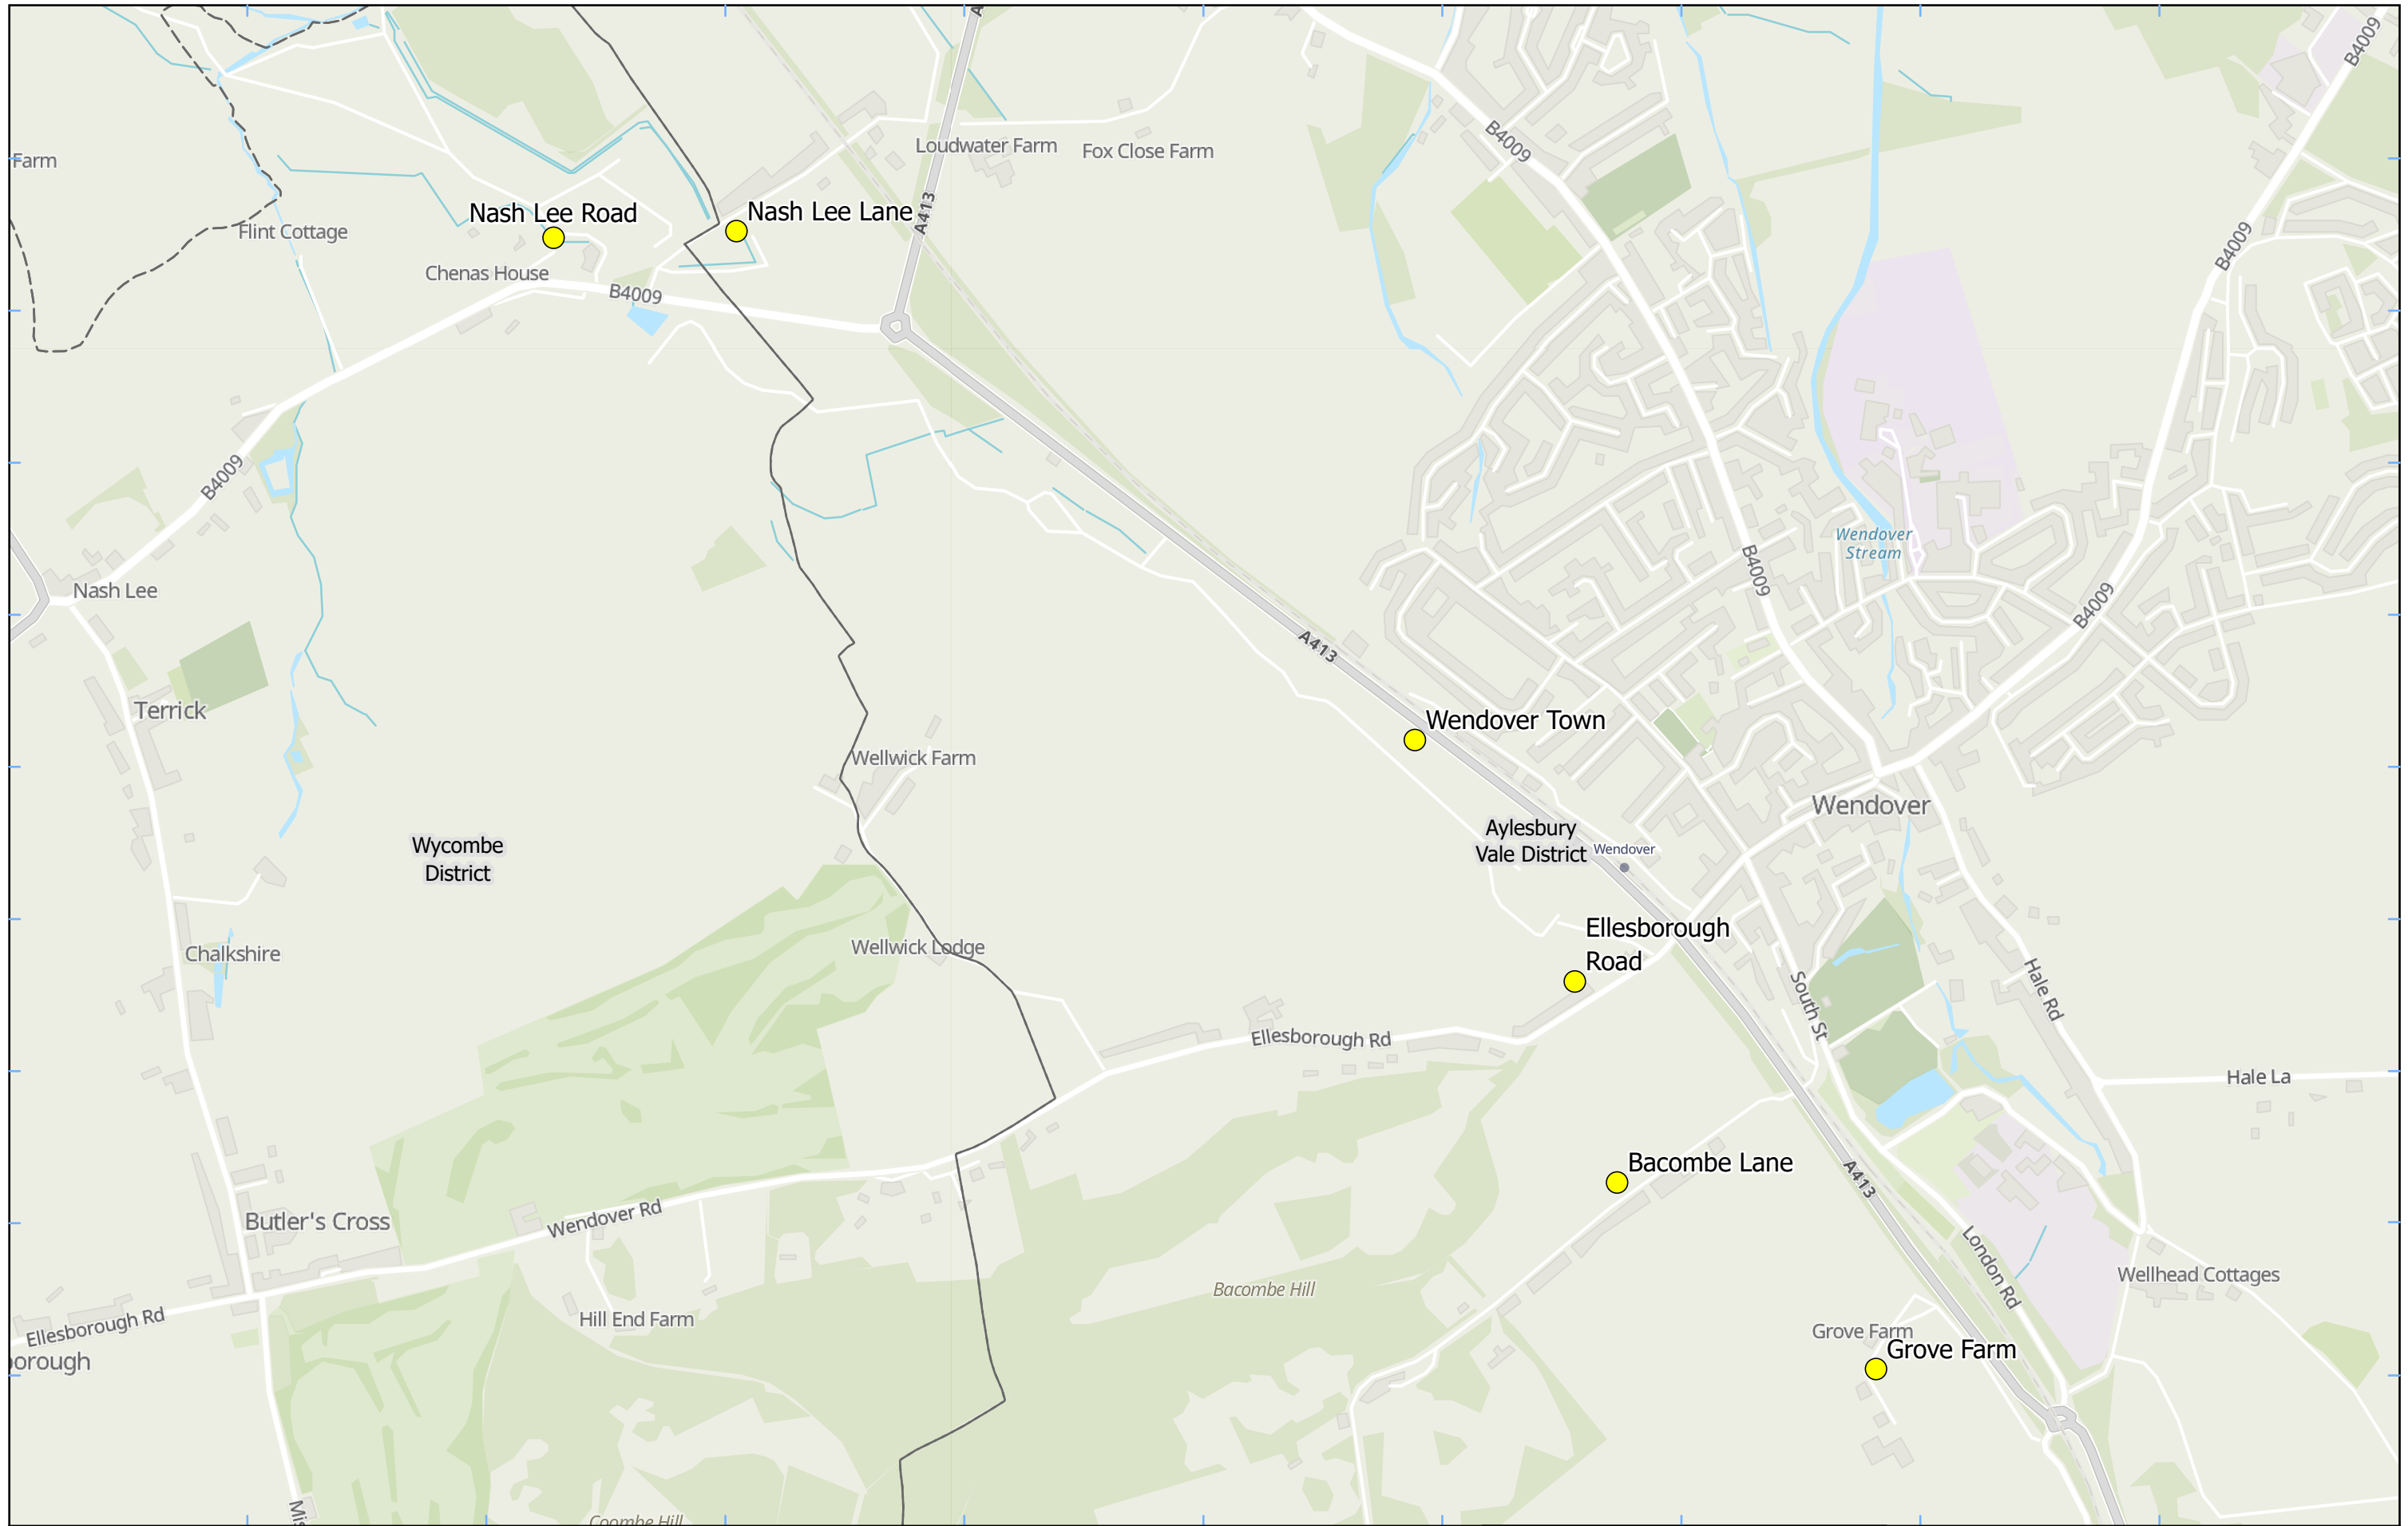 A
B4009
Loudwater Farm
Fox Close Farm
B4009
Farm
Nash Lee Road
Nash Lee Lane
A413
Flint Cottage
B4009
Chenas House
B4009
B4009
Wendover
Stream
B4009
Nash Lee
B4009
A413
Terrick
Wendover Town
Wellwick Farm
Wendover
Wycombe
District
Aylesbury
Vale District
Wendover
Chalkshire
Wellwick Lodge
Ellesborough
Road
South St
Hale Rd
Ellesborough Rd
Hale La
Bacombe Lane
A413
Butler's Cross
Wendover Rd
London Rd
Wellhead Cottages
Bacombe Hill
Ellesborough Rd
Hill End Farm
Grove Farm
Grove Farm
borough
Mis
Coombe Hill